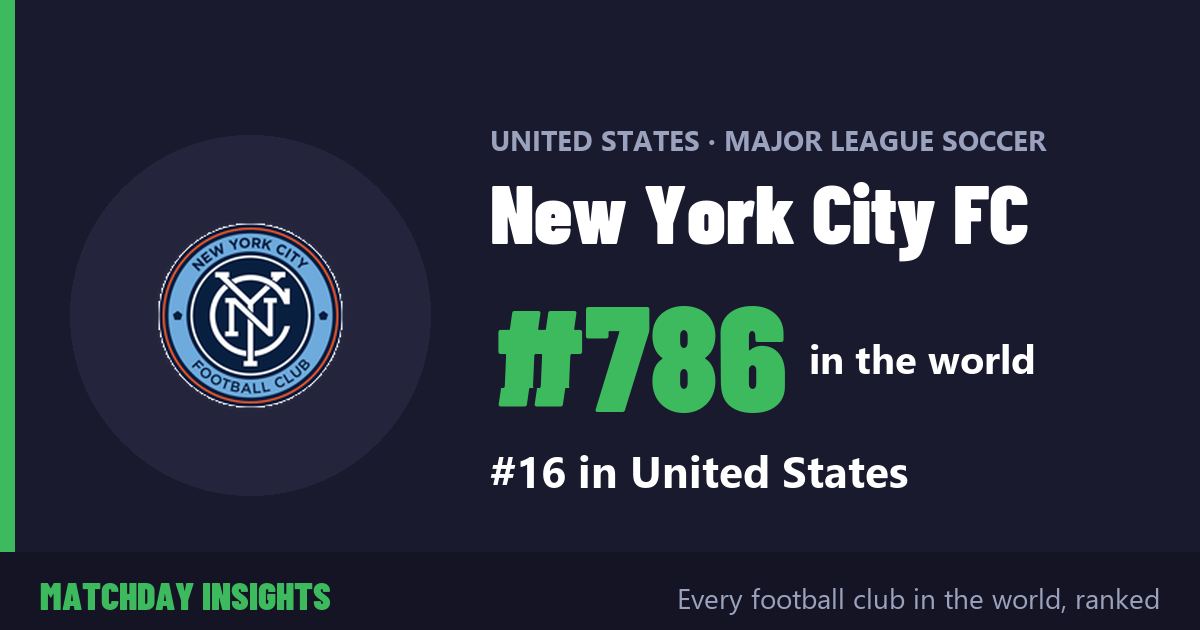 UNITED STATES · MAJOR LEAGUE SOCCER
New York City FC
NEW YORK CITY
NYC
FOOTBALL CLUB
#786 in the world
#16 in United States
MATCHDAY INSIGHTS
Every football club in the world, ranked